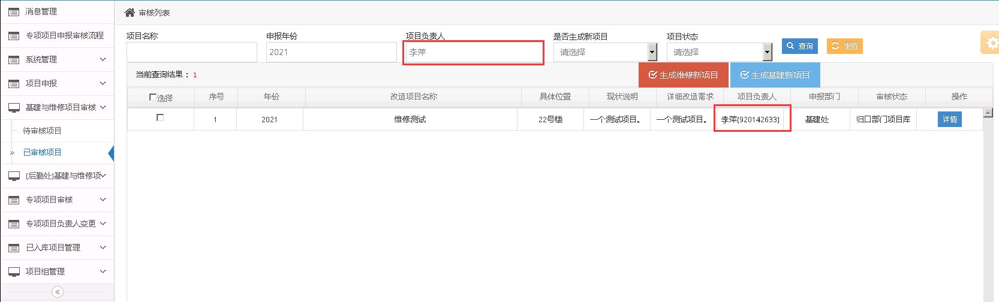 消息管理
专项项目申报审核流程
系统管理
项目申报
基建与维修项目审核
待审核项目
已审核项目
(后勤处)基建与维修项
专项项目审核
专项项目负责人变更
已入库项目管理
项目组管理
审核列表
项目名称 申报年份 项目负责人 是否生成新项目 项目状态
2021 李萍 请选择 请选择 查询 重置
当前查询结果： 1 生成维修新项目 生成基建新项目
选择 序号 年份 改造项目名称 具体位置 现状说明 详细改造需求 项目负责人 申报部门 审核状态 操作
1 2021 维修测试 22号楼 一个测试项目。 一个测试项目。 李萍(920142633) 基建处 归口部门项目库 详情